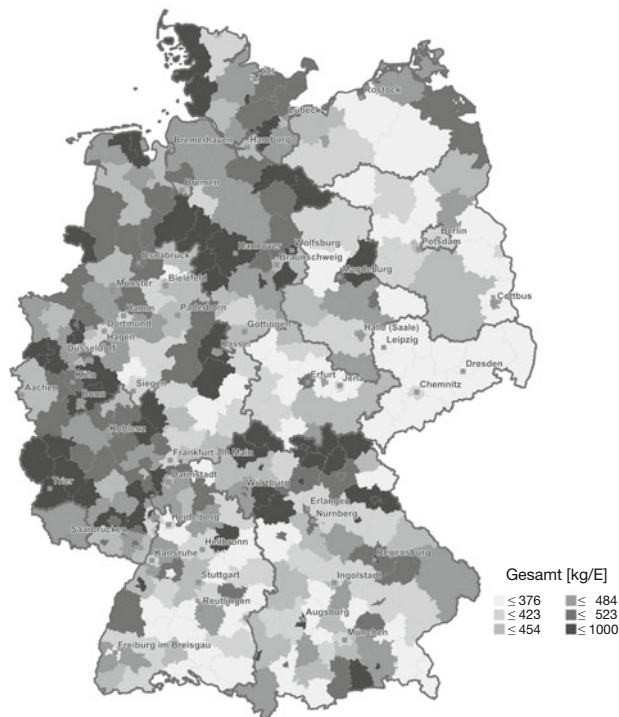 Kiel
Rostock
Lübeck
Bremerhaven
Hamburg
Bremen
Berlin
Potsdam
Osnabrück
Hannover
Wolfsburg
Braunschweig
Magdeburg
Münster
Bielefeld
Cottbus
Hamm
Paderborn
Dortmund
Göttingen
Halle (Saale)
Hagen
Leipzig
Düsseldorf
Kassel
Dresden
Köln
Erfurt
Jena
Aachen
Siegen
Chemnitz
Bonn
Koblenz
Frankfurt am Main
Trier
Darmstadt
Würzburg
Erlangen
Nürnberg
Saarbrücken
Heidelberg
Heilbronn
Regensburg
Karlsruhe
Stuttgart
Ingolstadt
Reutlingen
Augsburg
München
Freiburg im Breisgau
Gesamt [kg/E]
≤ 376 ≤ 484
≤ 423 ≤ 523
≤ 454 ≤ 1000